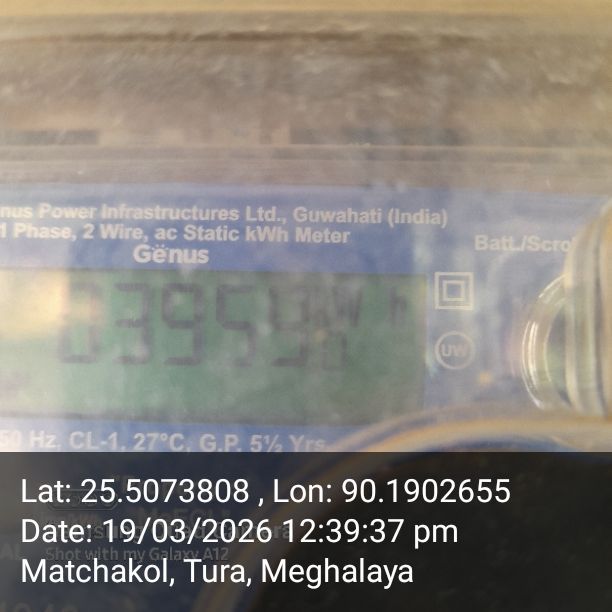 nus Power Infrastructures Ltd., Guwahati (India)
1 Phase, 2 Wire, ac Static kWh Meter
Genus
Batt./Scro
UW
50 Hz, CL-1, 27°C, G.P. 5½ Yrs.
Lat: 25.5073808 , Lon: 90.1902655
Date: 19/03/2026 12:39:37 pm
Shot with my Galaxy A12
Matchakol, Tura, Meghalaya